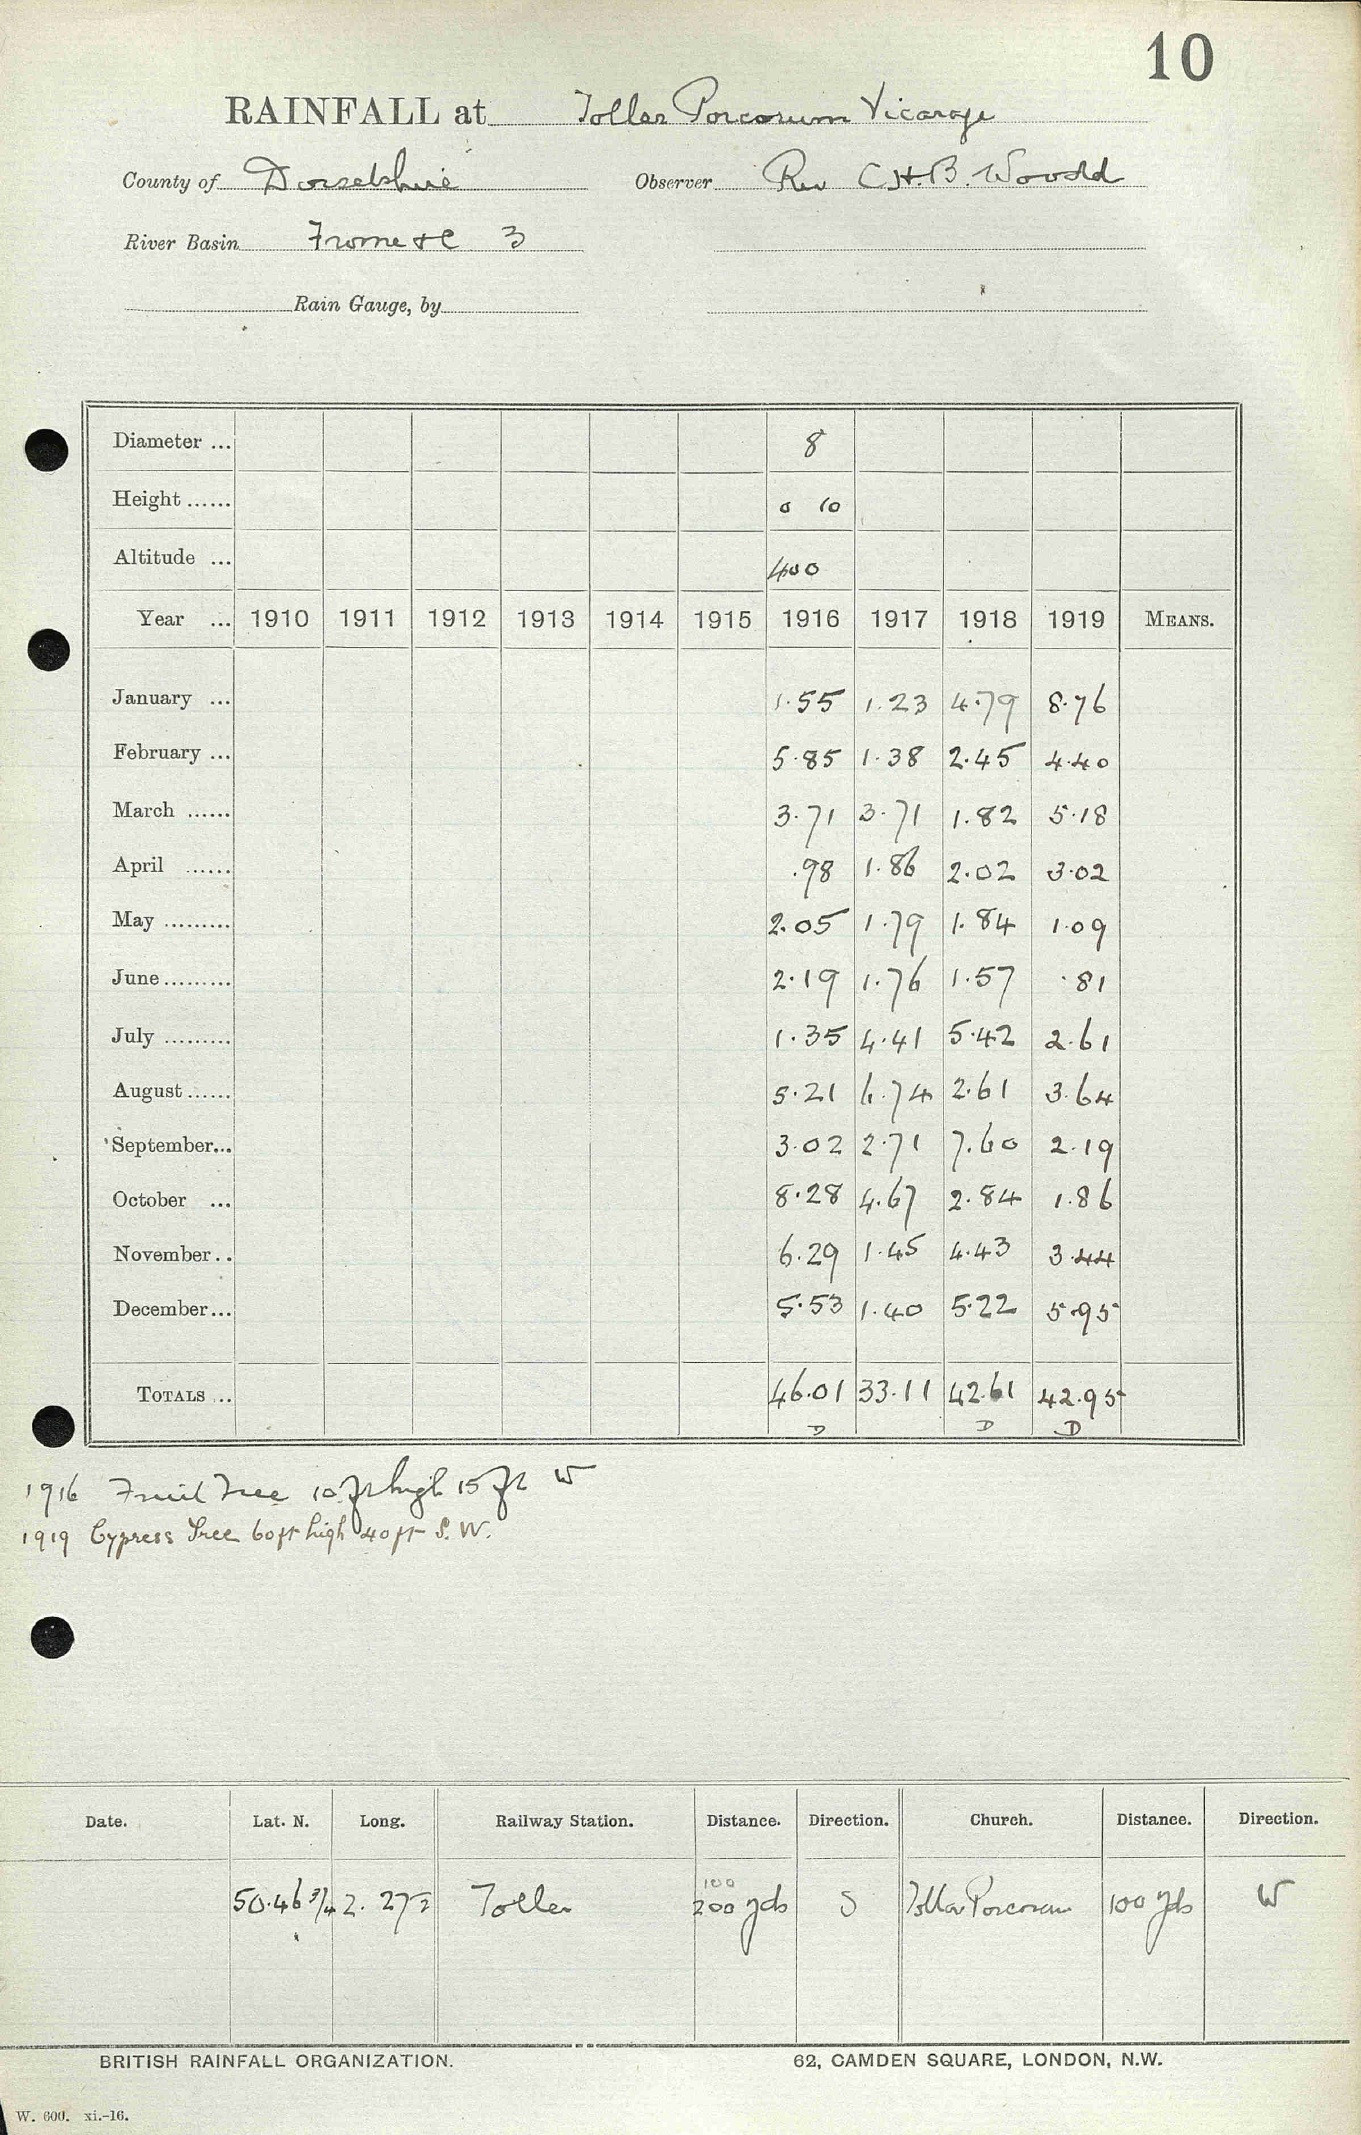 10
RAINFALL at Toller Porcorum Vicarage
County of Dorsetshire Observer Rev C H. B. Woodd
River Basin Frome &c 3
Rain Gauge, by
Diameter ... 8
Height ...... 0 10
Altitude ... 400
Year ... 1910 1911 1912 1913 1914 1915 1916 1917 1918 1919 MEANS.
January ... 1.55 1.23 4.79 8.76
February ... 5.85 1.38 2.45 4.40
March ...... 3.71 3.71 1.82 5.18
April ...... .98 1.86 2.02 3.02
May ......... 2.05 1.79 1.84 1.09
June ......... 2.19 1.76 1.57 .81
July ......... 1.35 4.41 5.42 2.61
August ...... 5.21 6.74 2.61 3.64
September... 3.02 2.71 7.60 2.19
October ... 8.28 4.67 2.84 1.86
November .. 6.29 1.45 4.43 3.44
December... 5.53 1.40 5.22 5.95
TOTALS ... 46.01 33.11 42.61 42.95
D D D
1916 Fruit Tree 10 ft high 15 ft W
1919 Cypress Tree 60 ft high 40 ft S. W.
Date. Lat. N. Long. Railway Station. Distance. Direction. Church. Distance. Direction.
100
50.46 3/4 2. 27 Toller 200 yds S Toller Porcorum 100 yds W
BRITISH RAINFALL ORGANIZATION. 62, CAMDEN SQUARE, LONDON, N.W.
W. 600. xi.-16.